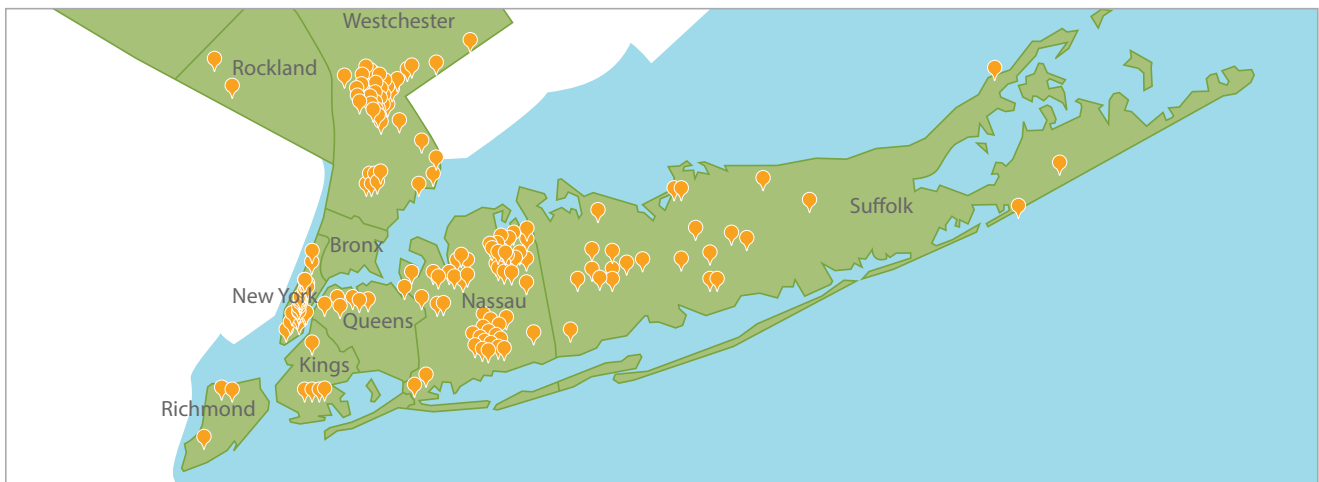 Westchester
Rockland
Suffolk
Bronx
New York
Nassau
Queens
Kings
Richmond